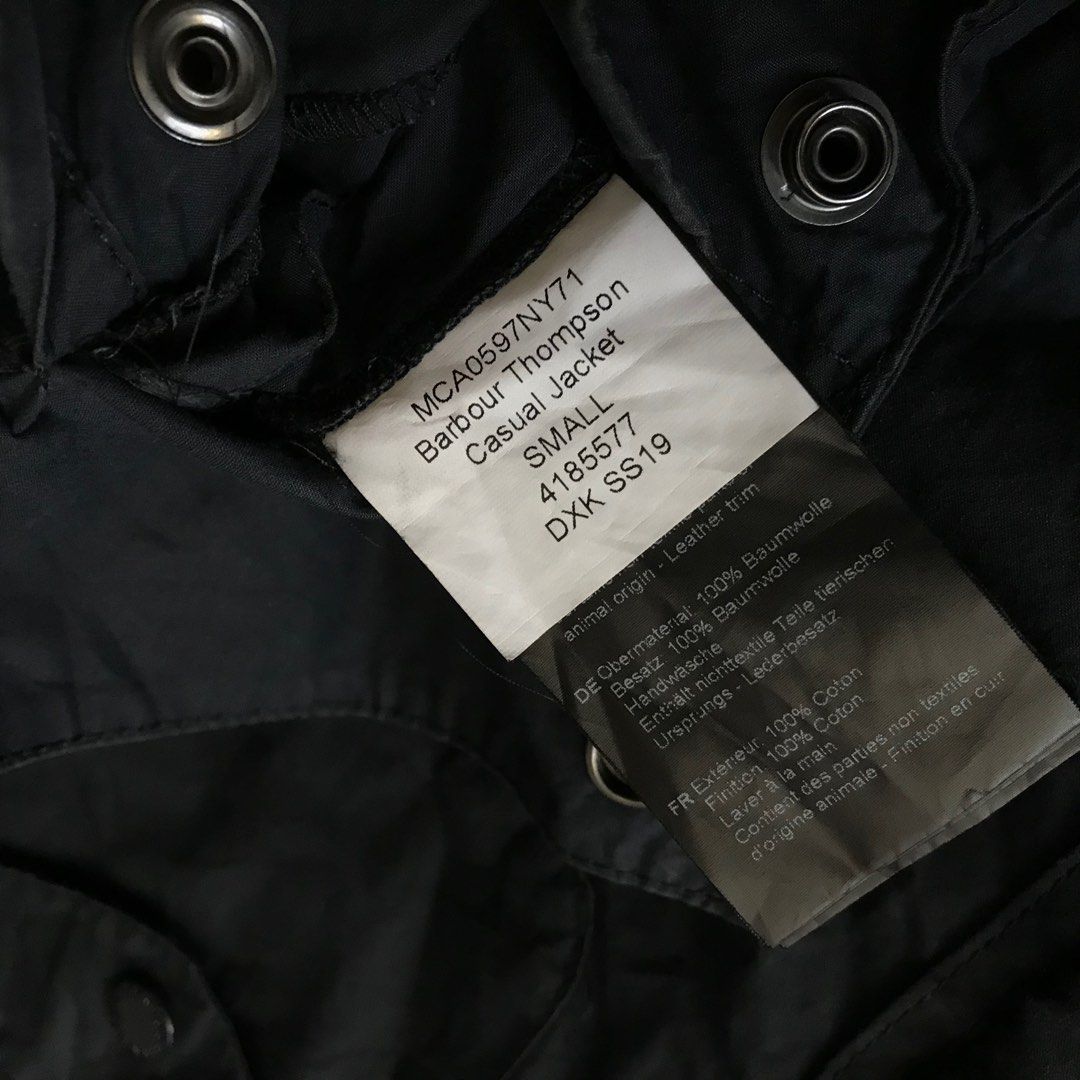 MCA0597NY71
Barbour Thompson
Casual Jacket
SMALL
4185577
DXK SS19
animal origin - Leather trim
DE Obermaterial: 100% Baumwolle
Besatz: 100% Baumwolle
Handwäsche
Enthält nichttextile Teile tierischen
Ursprungs - Lederbesatz
FR Extérieur: 100% Coton
Finition: 100% Coton
Laver à la main
Contient des parties non textiles
d'origine animale - Finition en cuir